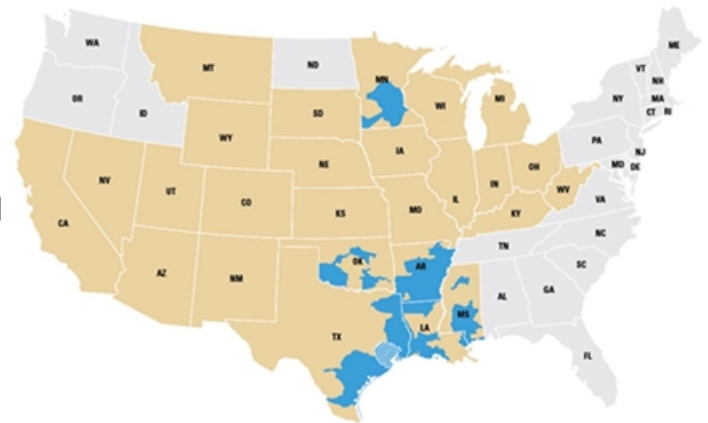 WA
MT
ND
MN
ME
VT
NH
OR
ID
SD
WI
MI
NY
MA
CT
RI
WY
IA
PA
NJ
NE
OH
MD
DE
NV
UT
CO
IL
IN
WV
VA
CA
KS
MO
KY
NC
TN
AZ
NM
OK
AR
SC
AL
GA
MS
TX
LA
FL